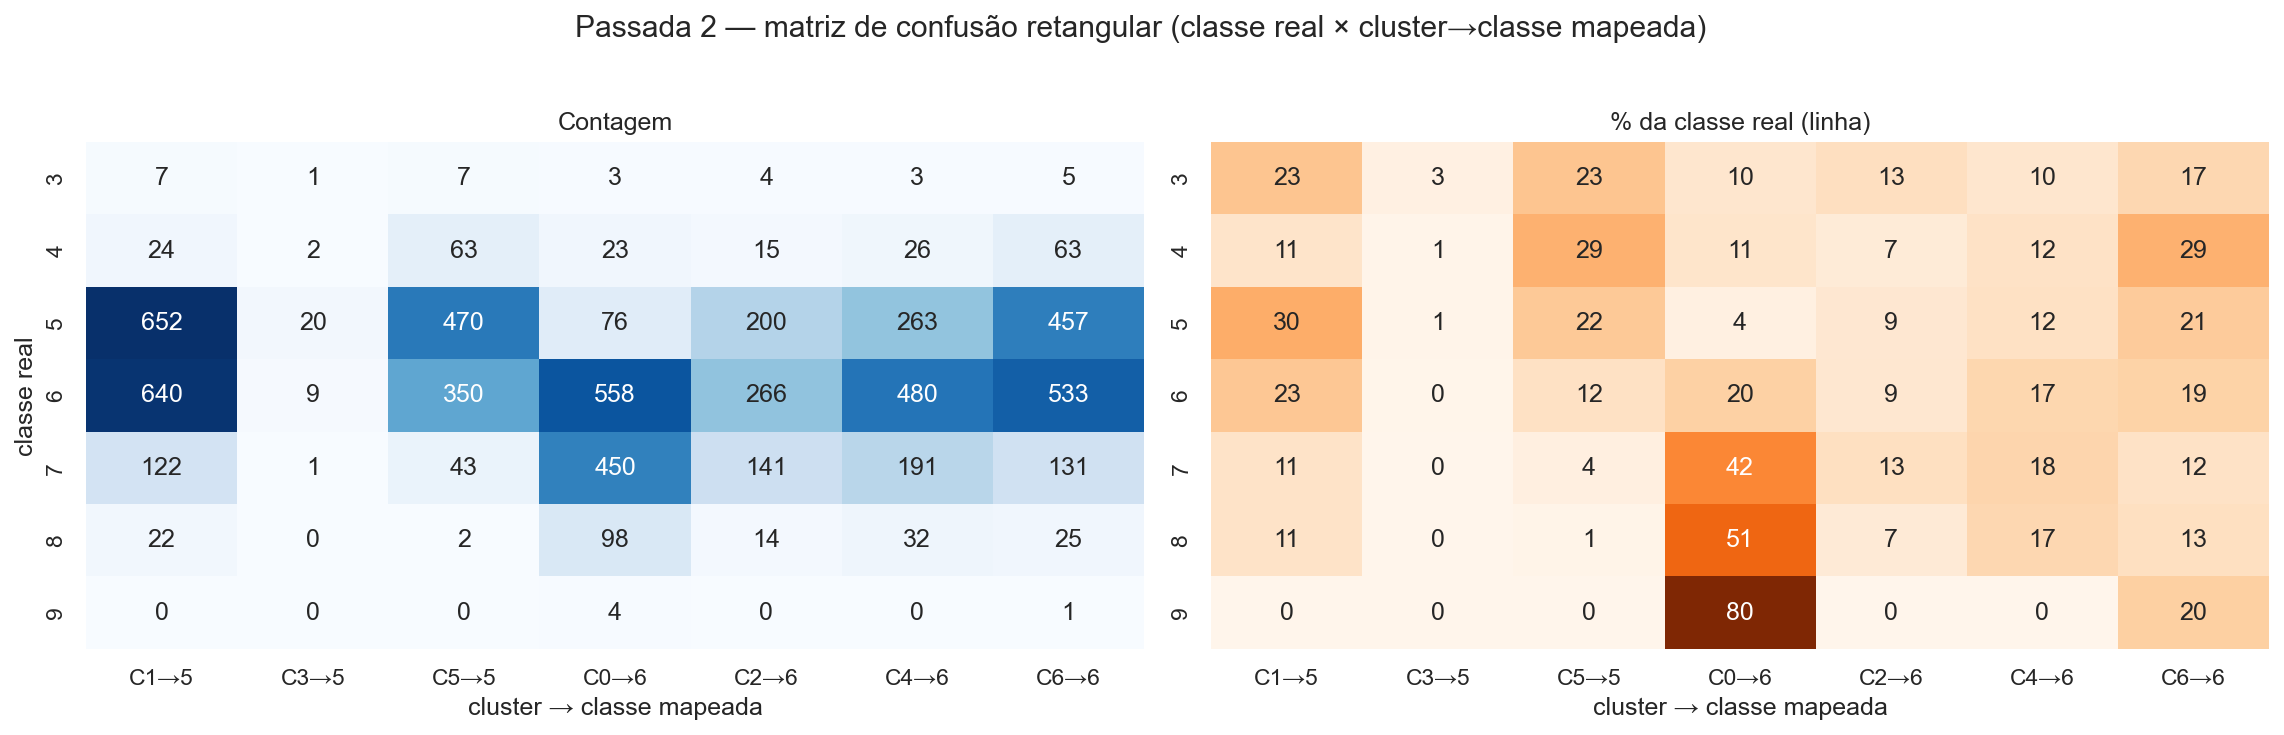 Passada 2 — matriz de confusão retangular (classe real × cluster→classe mapeada)
Contagem
3 7 1 7 3 4 3 5
4 24 2 63 23 15 26 63
5 652 20 470 76 200 263 457
6 640 9 350 558 266 480 533
7 122 1 43 450 141 191 131
8 22 0 2 98 14 32 25
9 0 0 0 4 0 0 1
classe real
C1→5 C3→5 C5→5 C0→6 C2→6 C4→6 C6→6
cluster → classe mapeada
% da classe real (linha)
3 23 3 23 10 13 10 17
4 11 1 29 11 7 12 29
5 30 1 22 4 9 12 21
6 23 0 12 20 9 17 19
7 11 0 4 42 13 18 12
8 11 0 1 51 7 17 13
9 0 0 0 80 0 0 20
C1→5 C3→5 C5→5 C0→6 C2→6 C4→6 C6→6
cluster → classe mapeada